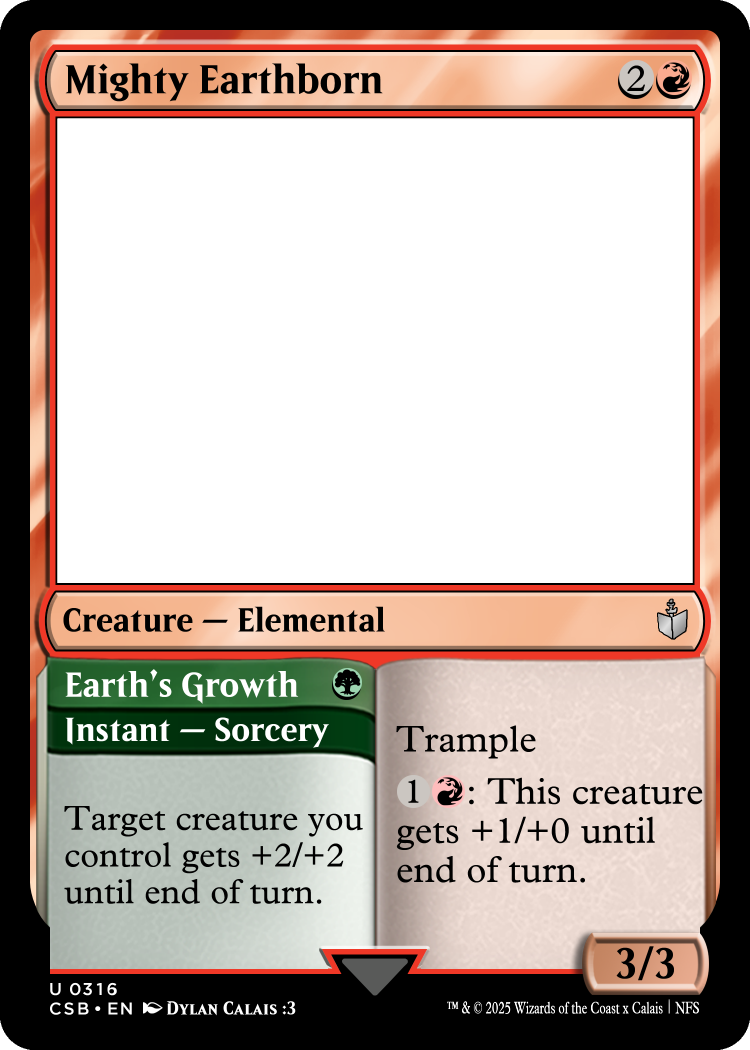 Mighty Earthborn 2
Creature — Elemental
Earth's Growth
Instant — Sorcery
Target creature you
control gets +2/+2
until end of turn.
Trample
1 : This creature
gets +1/+0 until
end of turn.
3/3
U 0316
CSB • EN Dylan Calais :3
™ & © 2025 Wizards of the Coast x Calais | NFS